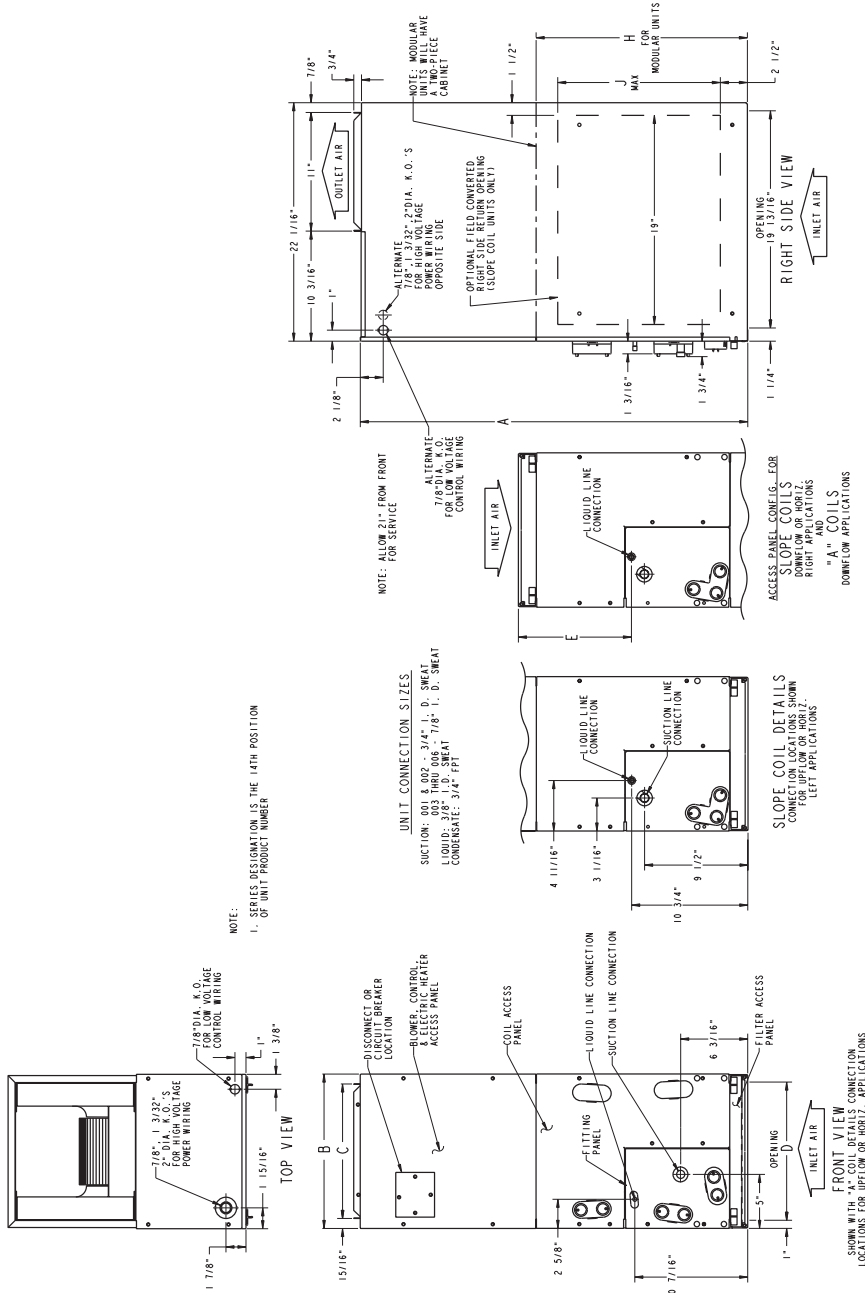 NOTE:
1. SERIES DESIGNATION IS THE 14TH POSITION
OF UNIT PRODUCT NUMBER
7/8", 1 3/32"
2" DIA. K.O.'S
FOR HIGH VOLTAGE
POWER WIRING
7/8"DIA. K.O.
FOR LOW VOLTAGE
CONTROL WIRING
1"
1 3/8"
1 15/16"
1 7/8"
TOP VIEW
UNIT CONNECTION SIZES
SUCTION: 001 & 002 - 3/4" I. D. SWEAT
003 THRU 006 - 7/8" I. D. SWEAT
LIQUID: 3/8" I.D. SWEAT
CONDENSATE: 3/4" FPT
NOTE: ALLOW 21" FROM FRONT
FOR SERVICE
B
C
15/16"
DISCONNECT OR
CIRCUIT BREAKER
LOCATION
BLOWER, CONTROL,
& ELECTRIC HEATER
ACCESS PANEL
COIL ACCESS
PANEL
FITTING
PANEL
LIQUID LINE CONNECTION
SUCTION LINE CONNECTION
2 5/8"
0 7/16"
6 3/16"
FILTER ACCESS
PANEL
5"
1"
OPENING
D
INLET AIR
FRONT VIEW
SHOWN WITH "A" COIL DETAILS CONNECTION
LOCATIONS FOR UPFLOW OR HORIZ. APPLICATIONS
4 11/16"
3 1/16"
LIQUID LINE
CONNECTION
SUCTION LINE
CONNECTION
10 3/4"
9 1/2"
SLOPE COIL DETAILS
CONNECTION LOCATIONS SHOWN
FOR UPFLOW OR HORIZ.
LEFT APPLICATIONS
INLET AIR
E
LIQUID LINE
CONNECTION
ACCESS PANEL CONFIG. FOR
SLOPE COILS
DOWNFLOW OR HORIZ.
RIGHT APPLICATIONS
AND
"A" COILS
DOWNFLOW APPLICATIONS
22 1/16"
10 3/16"
11"
7/8"
3/4"
1"
2 1/8"
OUTLET AIR
A
ALTERNATE
7/8"DIA. K.O.
FOR LOW VOLTAGE
CONTROL WIRING
ALTERNATE
7/8",1 3/32",2"DIA. K.O.'S
FOR HIGH VOLTAGE
POWER WIRING
OPPOSITE SIDE
NOTE: MODULAR
UNITS WILL HAVE
A TWO-PIECE
CABINET
OPTIONAL FIELD CONVERTED
RIGHT SIDE RETURN OPENING
(SLOPE COIL UNITS ONLY)
1 1/2"
19"
J
MAX
H
FOR
MODULAR UNITS
2 1/2"
1 3/16"
1 3/4"
1 1/4"
OPENING
19 13/16"
RIGHT SIDE VIEW
INLET AIR